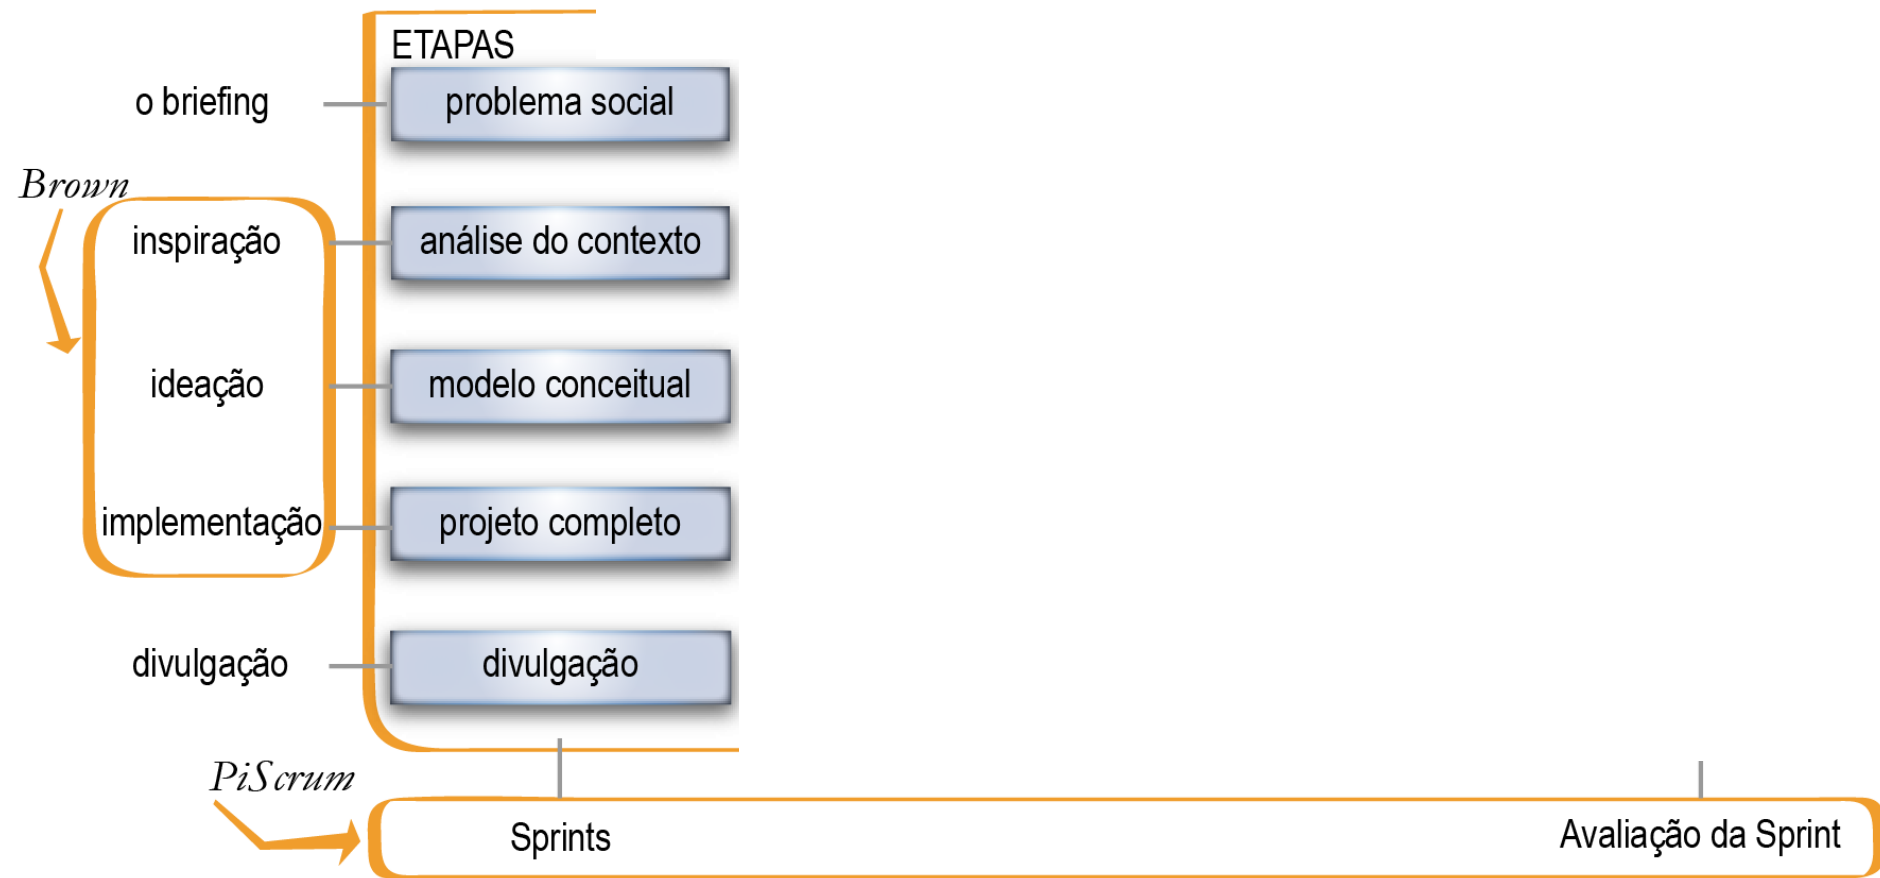 ETAPAS
o briefing
problema social
Brown
inspiração
análise do contexto
ideação
modelo conceitual
implementação
projeto completo
divulgação
divulgação
PiScrum
Sprints
Avaliação da Sprint